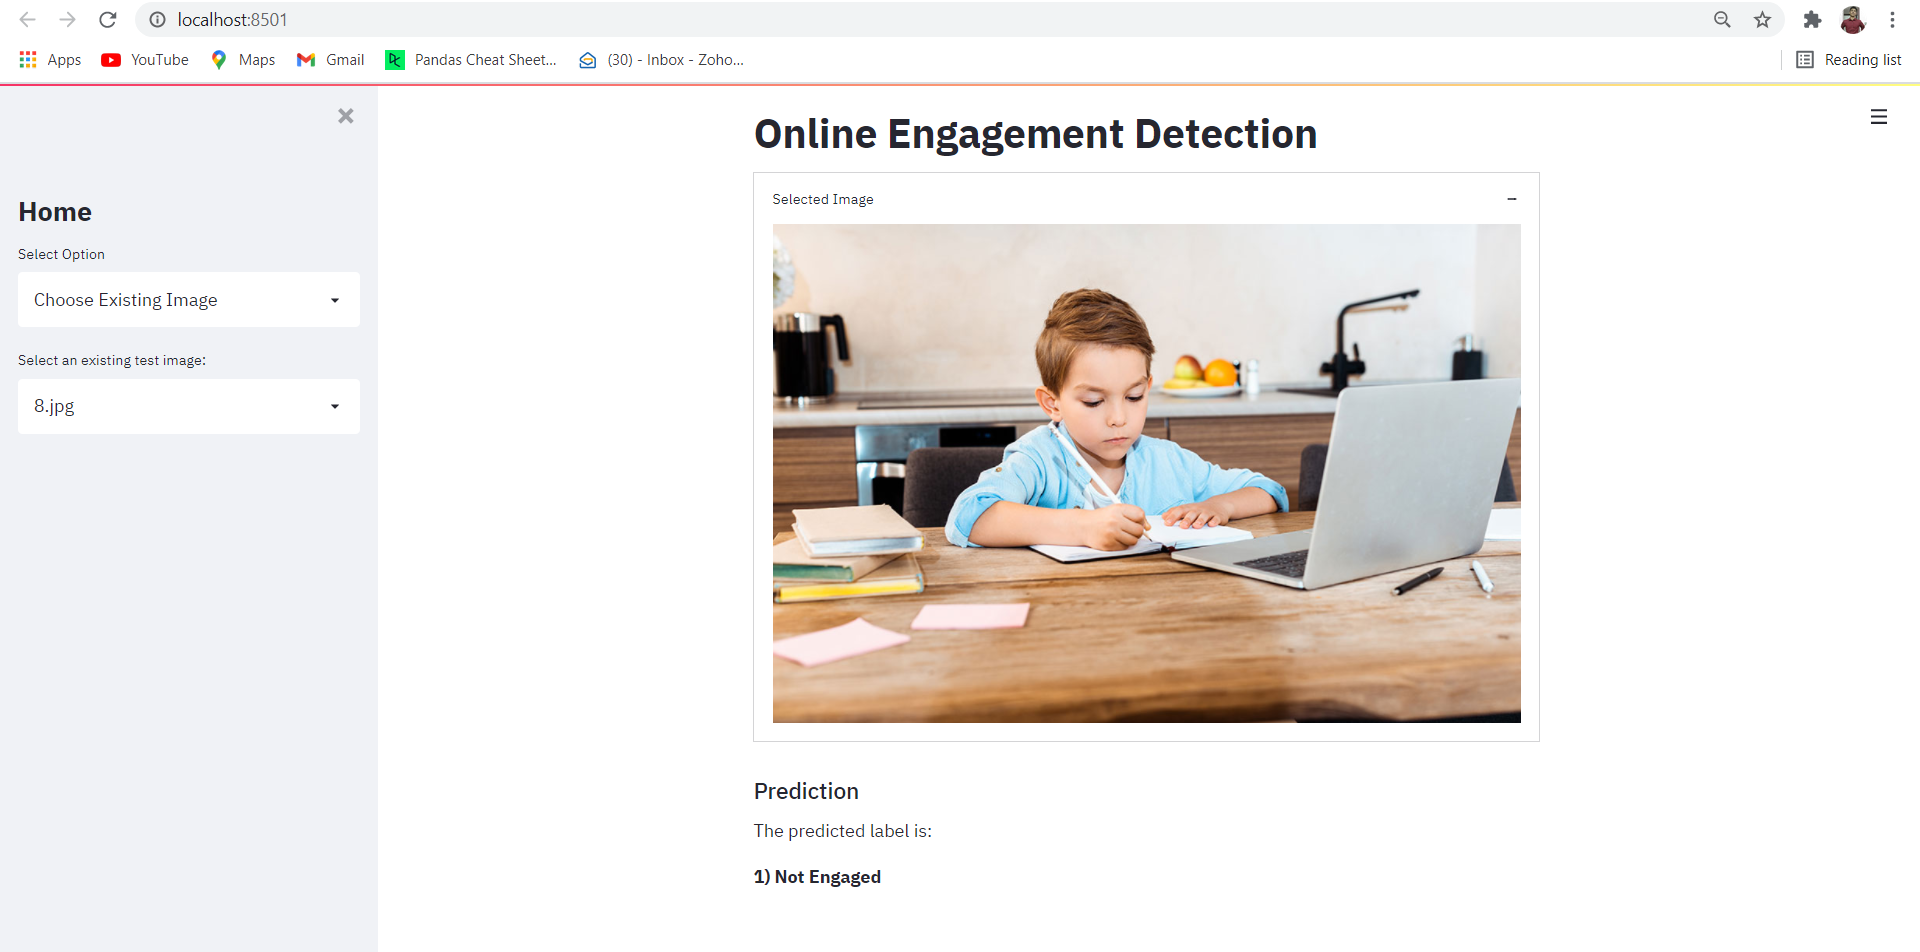 localhost:8501
Apps YouTube Maps Gmail Pandas Cheat Sheet... (30) - Inbox - Zoho... Reading list
Home
Select Option
Choose Existing Image
Select an existing test image:
8.jpg
Online Engagement Detection
Selected Image
Prediction
The predicted label is:
1) Not Engaged